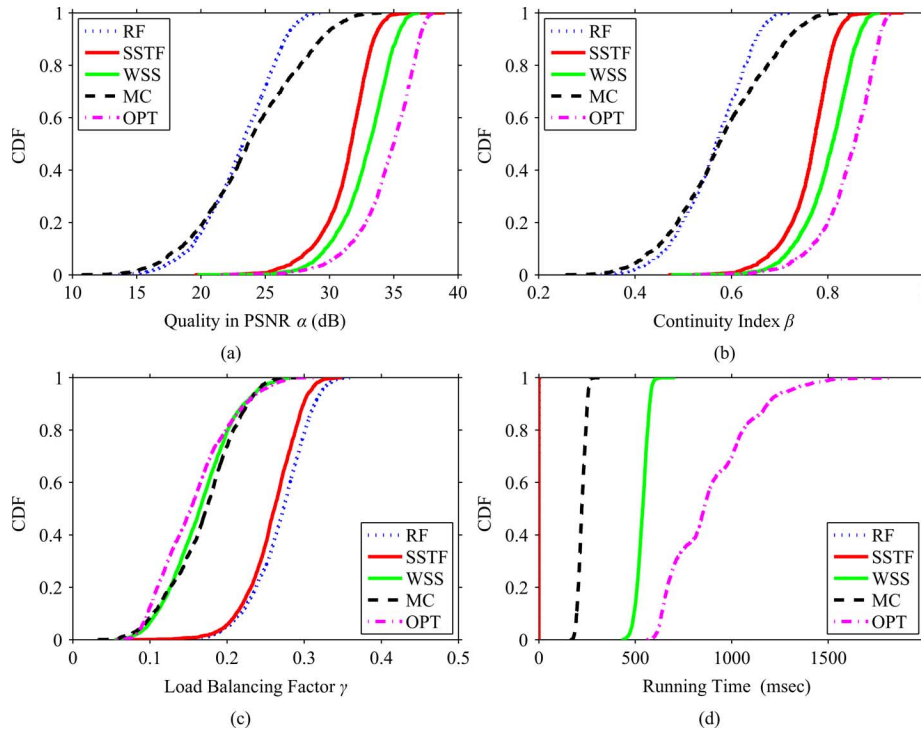 1
0.8
0.6
0.4
0.2
0
CDF
RF
SSTF
WSS
MC
OPT
10 15 20 25 30 35 40
Quality in PSNR α (dB)
(a)
1
0.8
0.6
0.4
0.2
0
CDF
RF
SSTF
WSS
MC
OPT
0.2 0.4 0.6 0.8
Continuity Index β
(b)
1
0.8
0.6
0.4
0.2
0
CDF
RF
SSTF
WSS
MC
OPT
0 0.1 0.2 0.3 0.4 0.5
Load Balancing Factor γ
(c)
1
0.8
0.6
0.4
0.2
0
CDF
RF
SSTF
WSS
MC
OPT
0 500 1000 1500
Running Time (msec)
(d)